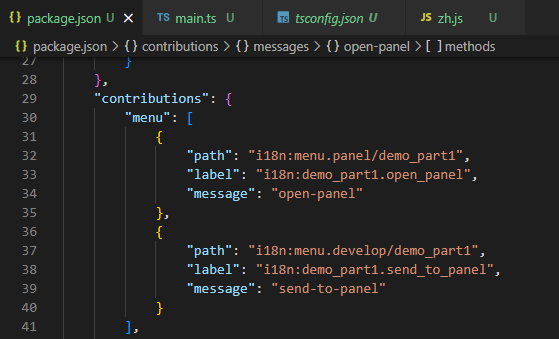 package.json U main.ts U tsconfig.json U zh.js U
package.json > contributions > messages > open-panel > [ ] methods
27 }
28 },
29 "contributions": {
30 "menu": [
31 {
32 "path": "i18n:menu.panel/demo_part1",
33 "label": "i18n:demo_part1.open_panel",
34 "message": "open-panel"
35 },
36 {
37 "path": "i18n:menu.develop/demo_part1",
38 "label": "i18n:demo_part1.send_to_panel",
39 "message": "send-to-panel"
40 }
41 ],